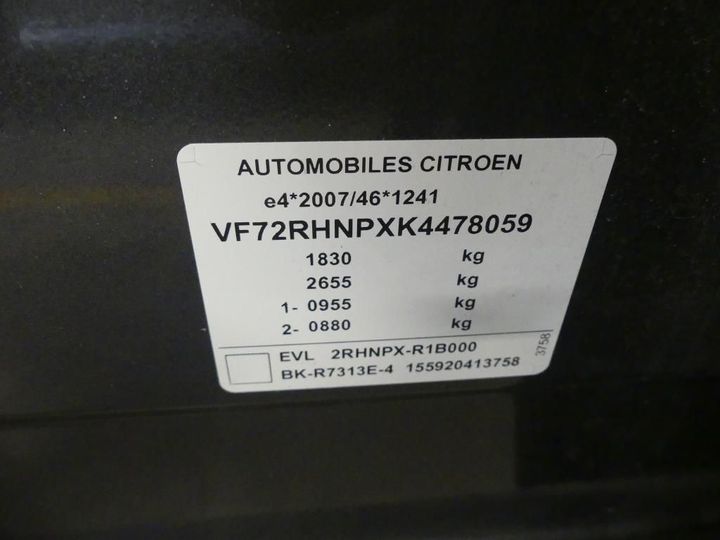 AUTOMOBILES CITROEN
e4*2007/46*1241
VF72RHNPXK4478059
1830 kg
2655 kg
1- 0955 kg
2- 0880 kg
EVL 2RHNPX-R1B000
BK-R7313E-4 155920413758
3758